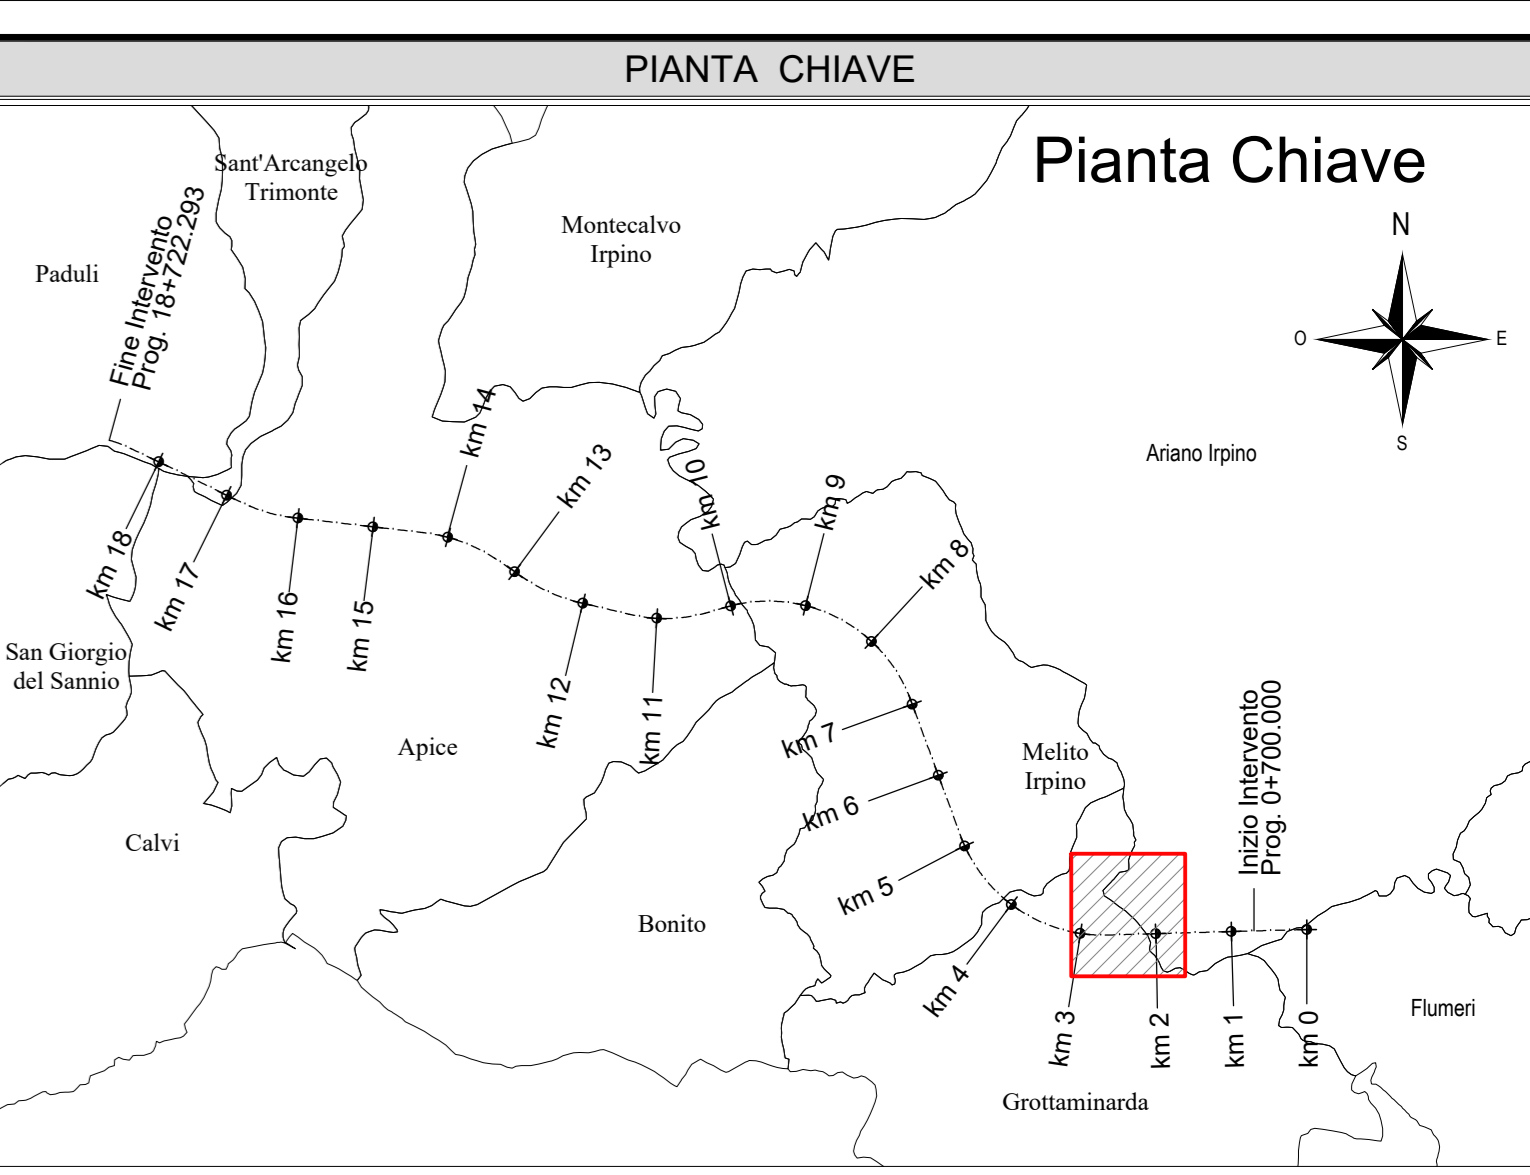 PIANTA CHIAVE
Pianta Chiave
Sant'Arcangelo
Trimonte
Montecalvo
Irpino
Paduli
Fine Intervento
Prog. 18+722.293
N
O
E
S
Ariano Irpino
km 14
km 13
km 10
km 9
km 8
km 18
km 17
km 16
km 15
km 12
km 11
km 7
km 6
km 5
km 4
km 3
km 2
km 1
km 0
San Giorgio
del Sannio
Apice
Melito
Irpino
Inizio Intervento
Prog. 0+700.000
Calvi
Bonito
Flumeri
Grottaminarda